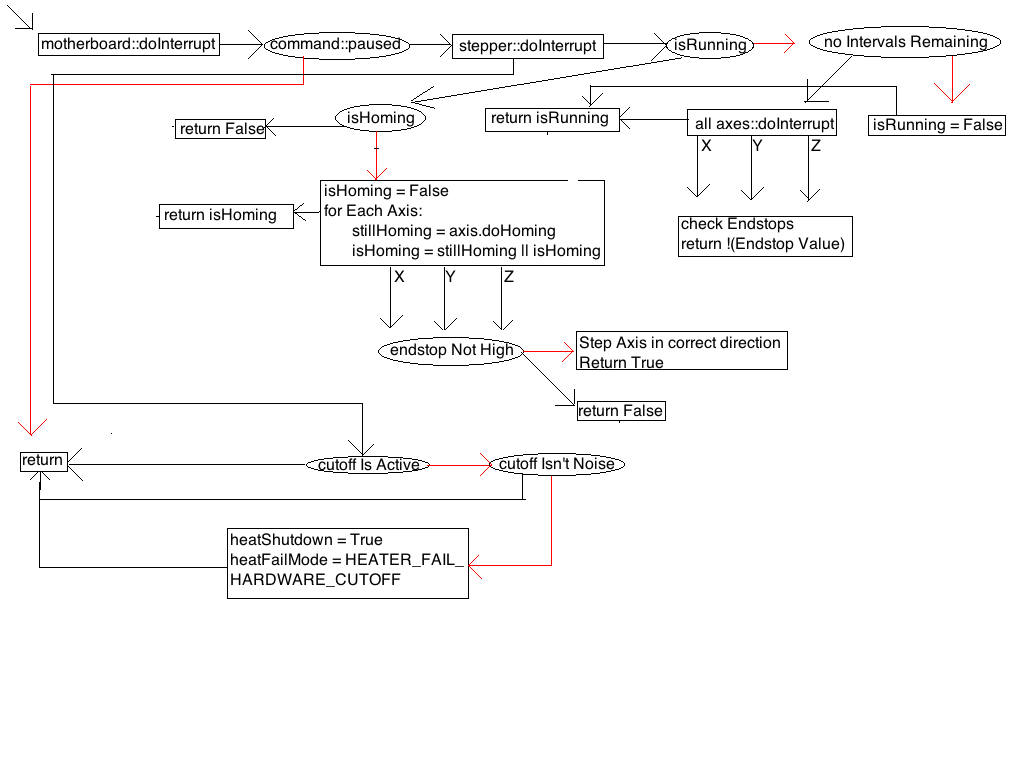 motherboard::doInterrupt
command::paused
stepper::doInterrupt
isRunning
no Intervals Remaining
return False
isHoming
return isRunning
all axes::doInterrupt
isRunning = False
X
Y
Z
return isHoming
isHoming = False
for Each Axis:
stillHoming = axis.doHoming
isHoming = stillHoming || isHoming
check Endstops
return !(Endstop Value)
X
Y
Z
endstop Not High
Step Axis in correct direction
Return True
return False
return
cutoff Is Active
cutoff Isn't Noise
heatShutdown = True
heatFailMode = HEATER_FAIL_
HARDWARE_CUTOFF